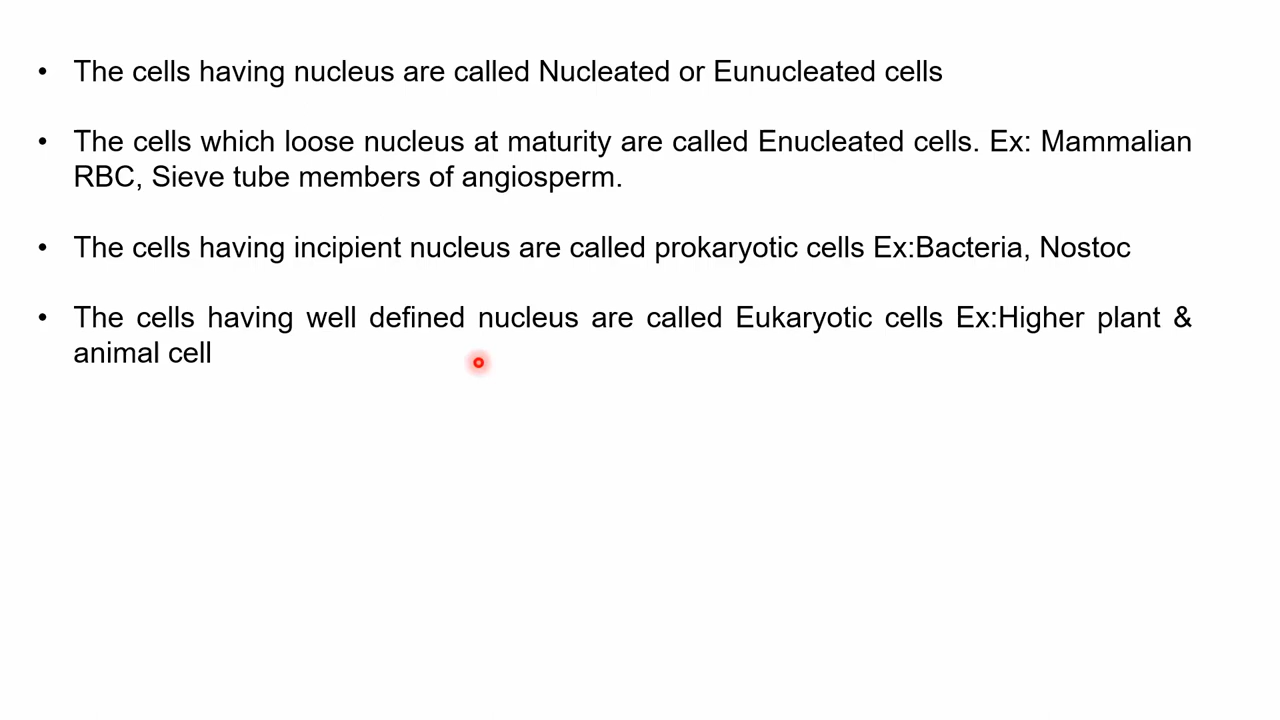 • The cells having nucleus are called Nucleated or Eunucleated cells
• The cells which loose nucleus at maturity are called Enucleated cells. Ex: Mammalian
RBC, Sieve tube members of angiosperm.
• The cells having incipient nucleus are called prokaryotic cells Ex:Bacteria, Nostoc
• The cells having well defined nucleus are called Eukaryotic cells Ex:Higher plant &
animal cell